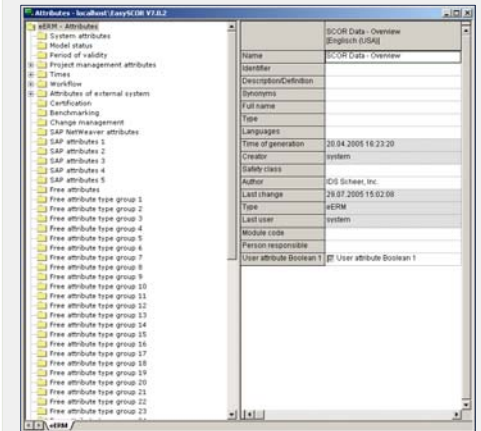 Attributes - localhost\EasySCOR V7.0.2
eERM - Attributes
System attributes
Model status
Period of validity
Project management attributes
Times
Workflow
Attributes of external system
Certification
Benchmarking
Change management
SAP NetWeaver attributes
SAP attributes 1
SAP attributes 2
SAP attributes 3
SAP attributes 4
SAP attributes 5
Free attributes
Free attribute type group 1
Free attribute type group 2
Free attribute type group 3
Free attribute type group 4
Free attribute type group 5
Free attribute type group 6
Free attribute type group 7
Free attribute type group 8
Free attribute type group 9
Free attribute type group 10
Free attribute type group 11
Free attribute type group 12
Free attribute type group 13
Free attribute type group 14
Free attribute type group 15
Free attribute type group 16
Free attribute type group 17
Free attribute type group 18
Free attribute type group 19
Free attribute type group 20
Free attribute type group 21
Free attribute type group 22
Free attribute type group 23
eERM
SCOR Data - Overview
[Englisch (USA)]
Name SCOR Data - Overview
Identifier
Description/Definition
Synonyms
Full name
Type
Languages
Time of generation 20.04.2005 16:23:20
Creator system
Safety class
Author IDS Scheer, Inc.
Last change 29.07.2005 15:02:08
Type eERM
Last user system
Module code
Person responsible
User attribute Boolean 1 User attribute Boolean 1